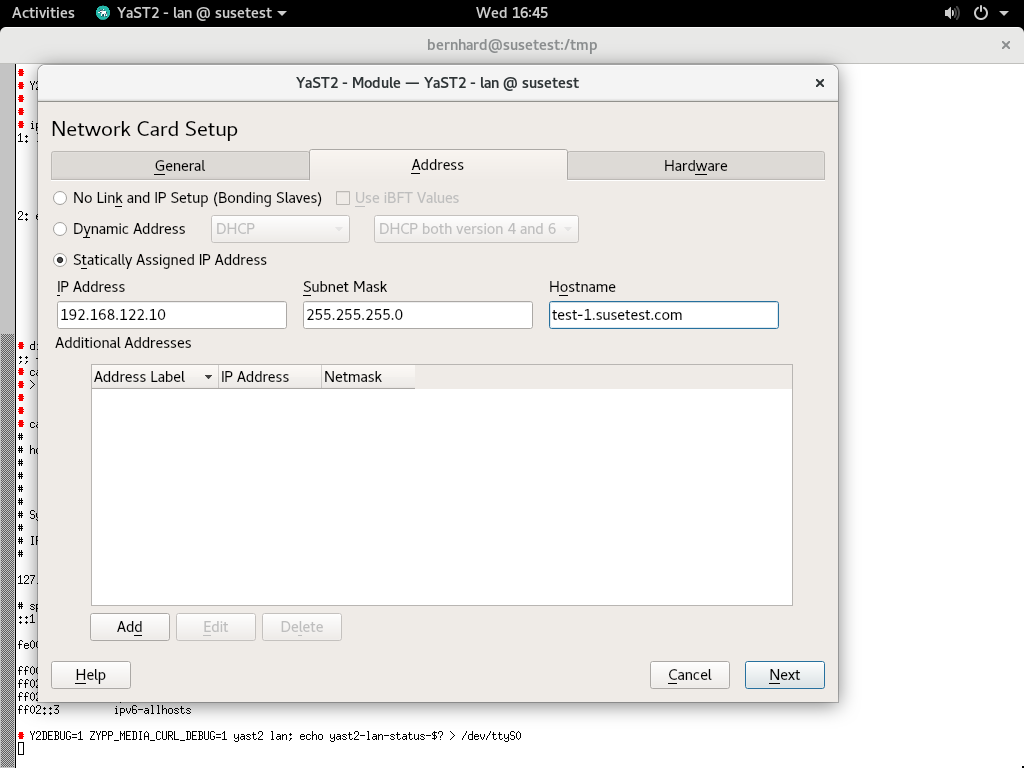 Activities YaST2 - lan @ susetest Wed 16:45
bernhard@susetest:/tmp
YaST2 - Module — YaST2 - lan @ susetest
Network Card Setup
General Address Hardware
No Link and IP Setup (Bonding Slaves) Use iBFT Values
Dynamic Address DHCP DHCP both version 4 and 6
Statically Assigned IP Address
IP Address Subnet Mask Hostname
192.168.122.10 255.255.255.0 test-1.susetest.com
Additional Addresses
Address Label IP Address Netmask
Add Edit Delete
Help Cancel Next
ff02::3 ipv6-allhosts
# Y2DEBUG=1 ZYPP_MEDIA_CURL_DEBUG=1 yast2 lan; echo yast2-lan-status-$? > /dev/ttyS0